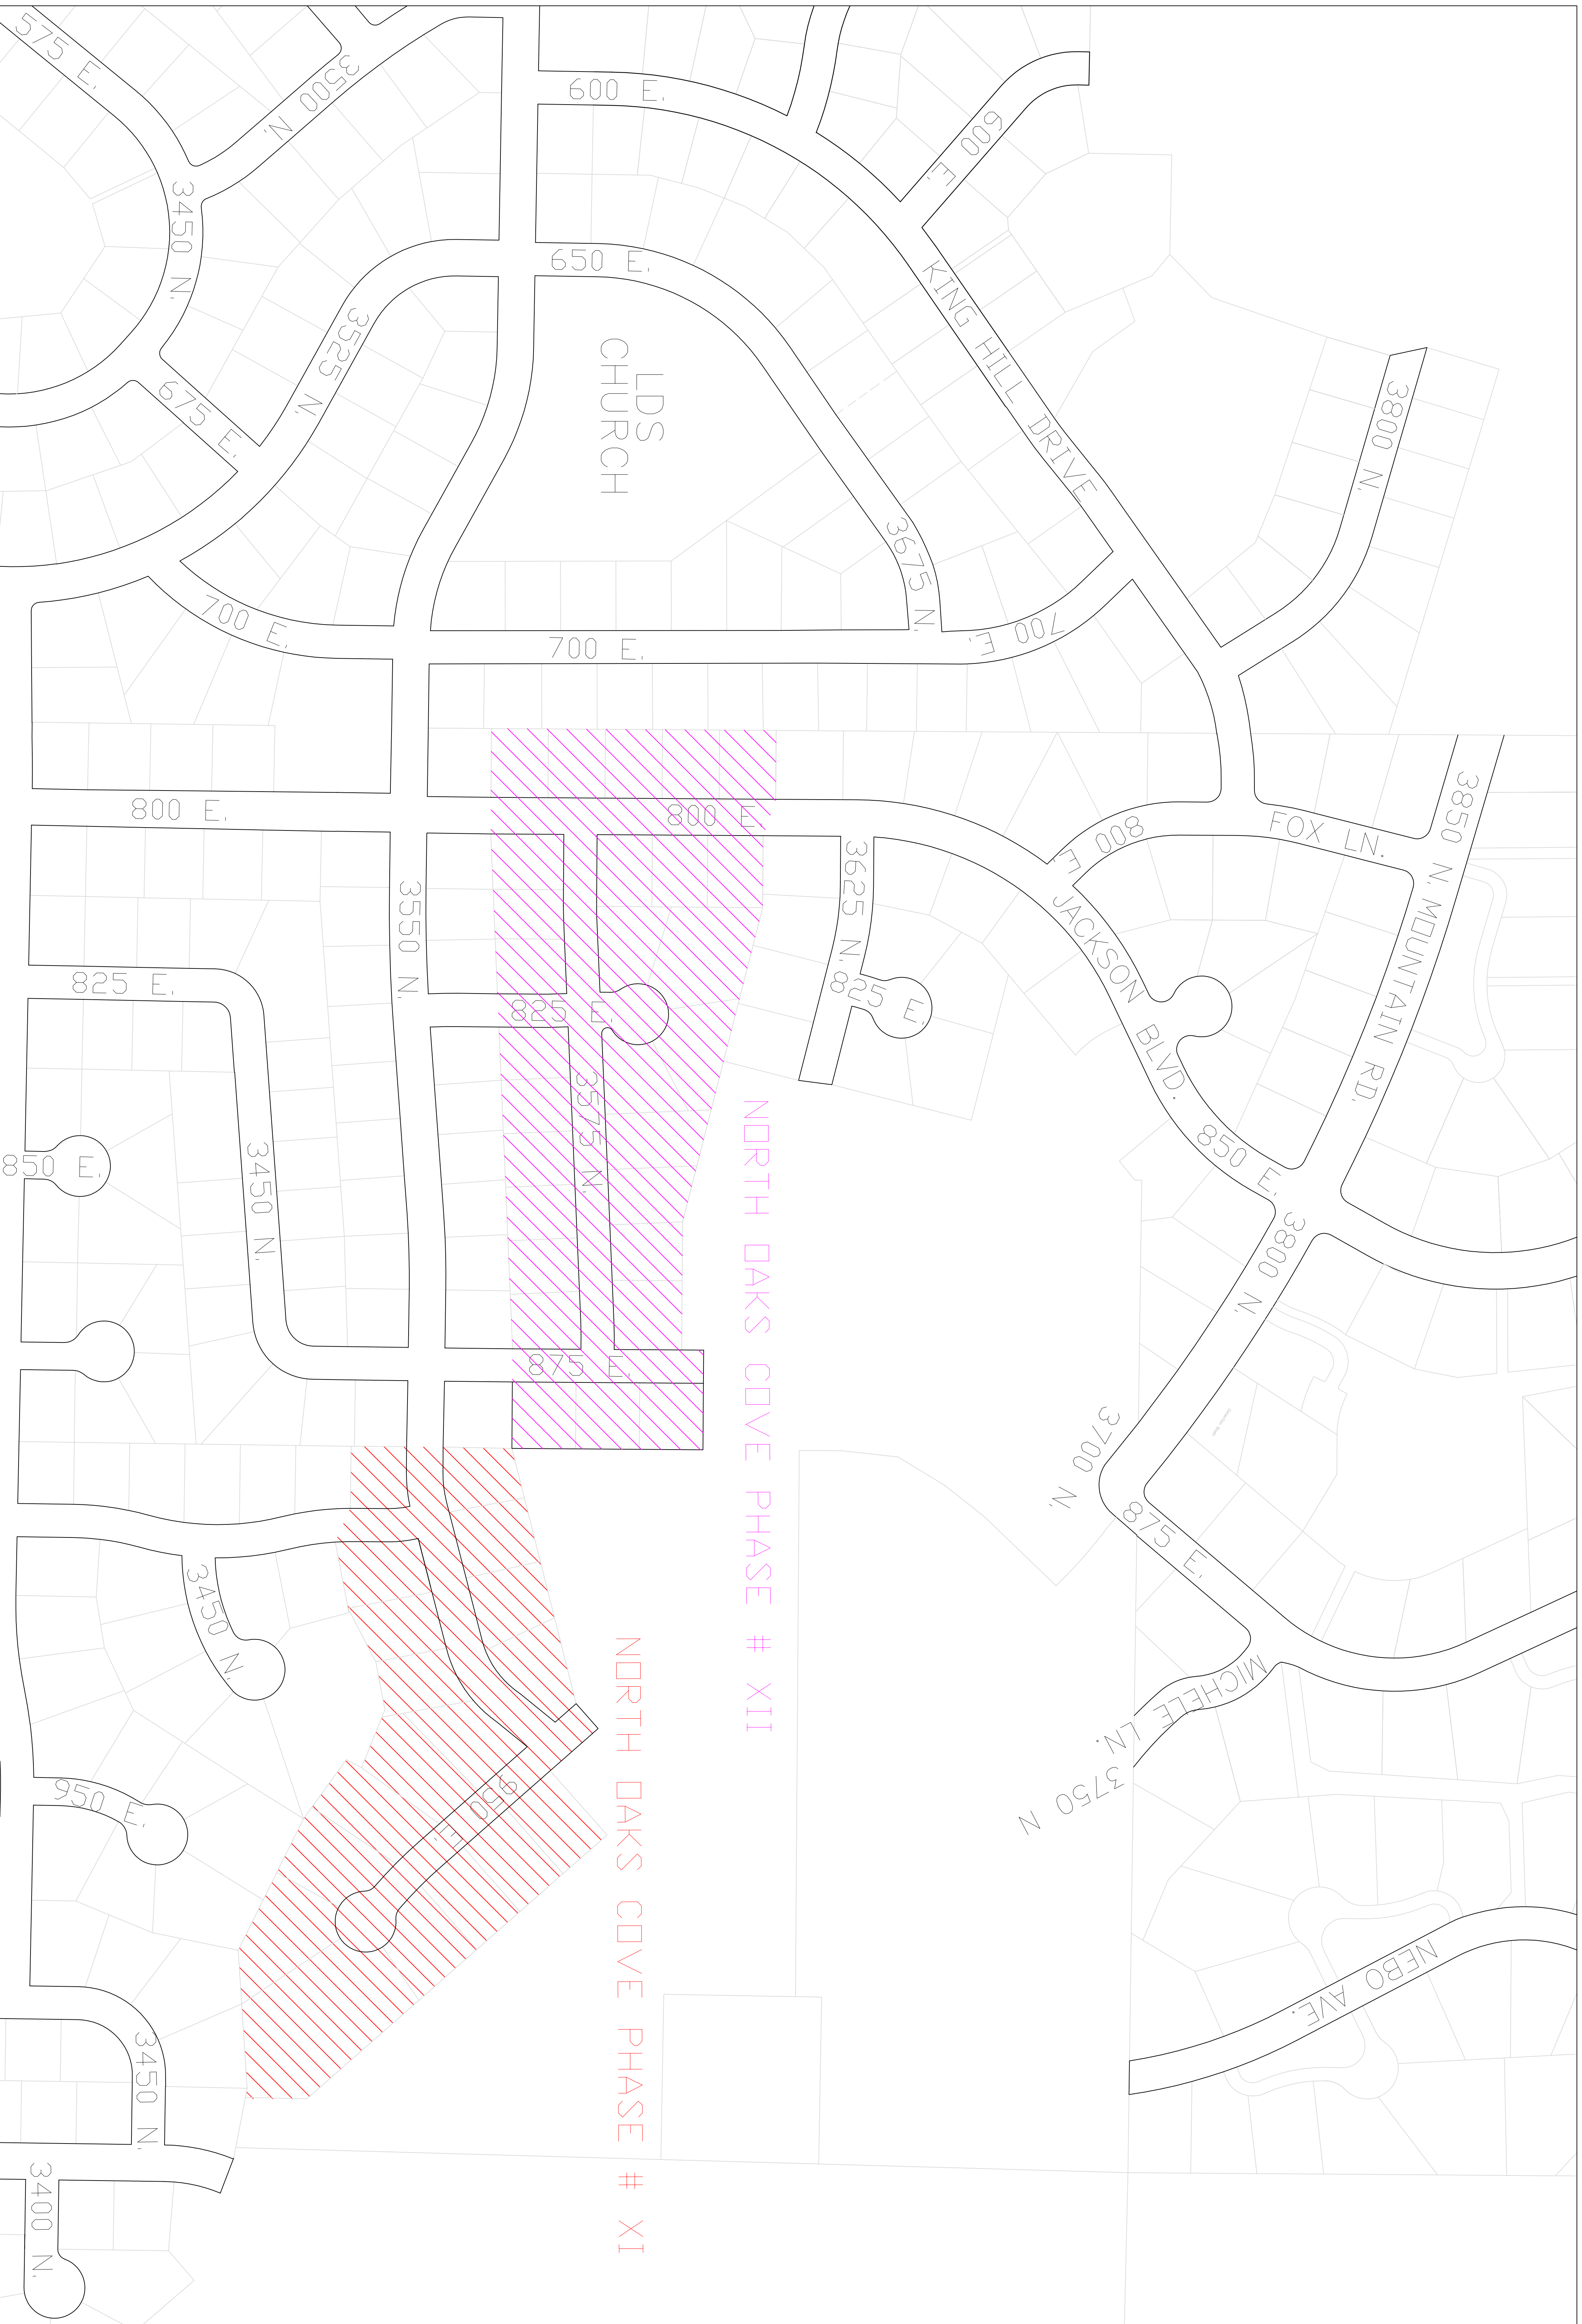 575 E.
3500 N.
600 E.
600 E.
3450 N.
650 E.
KING HILL DRIVE
3525 N.
LDS
CHURCH
675 E.
3800 N.
3675 N.
700 E.
700 E.
700 E.
800 E.
800 E.
800 E.
FOX LN.
3850 N. MOUNTAIN RD.
3625 N.
3550 N.
JACKSON BLVD.
825 E.
825 E.
825 E.
3575 N.
NORTH OAKS COVE PHASE # XII
850 E.
850 E.
3450 N.
3800 N.
875 E.
3700 N.
875 E.
3450 N.
NORTH OAKS COVE PHASE # XI
MICHELE LN.
3750 N
950 E.
950 E.
NEBO AVE.
3450 N.
3400 N.